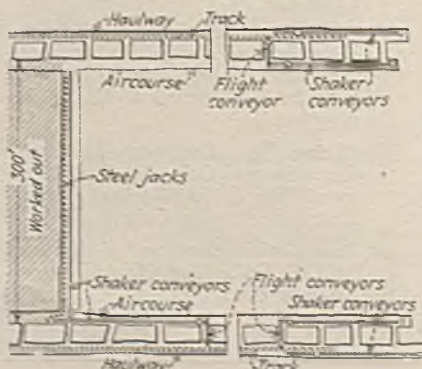 Haulway
Track
Aircourse
Flight
conveyor
Shaker
conveyors
300'
Worked out
Steel jacks
Shaker conveyors
Aircourse
Flight conveyors
Shaker conveyors
Haulway
Track